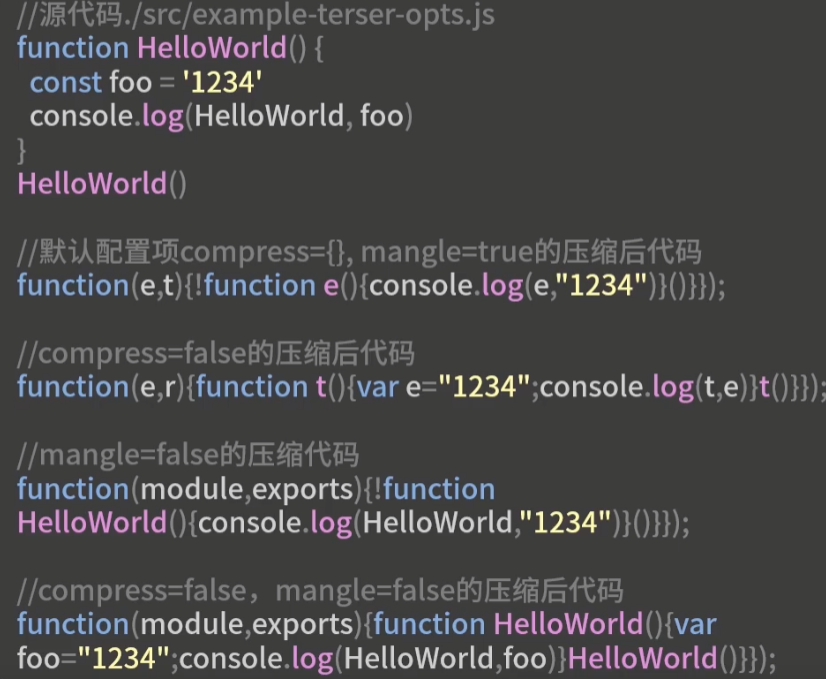 //源代码./src/example-terser-opts.js
function HelloWorld() {
const foo = '1234'
console.log(HelloWorld, foo)
}
HelloWorld()
//默认配置项compress={}, mangle=true的压缩后代码
function(e,t){!function e(){console.log(e,"1234")}()}});
//compress=false的压缩后代码
function(e,r){function t(){var e="1234";console.log(t,e)}t()}});
//mangle=false的压缩代码
function(module,exports){!function
HelloWorld(){console.log(HelloWorld,"1234")}()}});
//compress=false，mangle=false的压缩后代码
function(module,exports){function HelloWorld(){var
foo="1234";console.log(HelloWorld,foo)}HelloWorld()}});